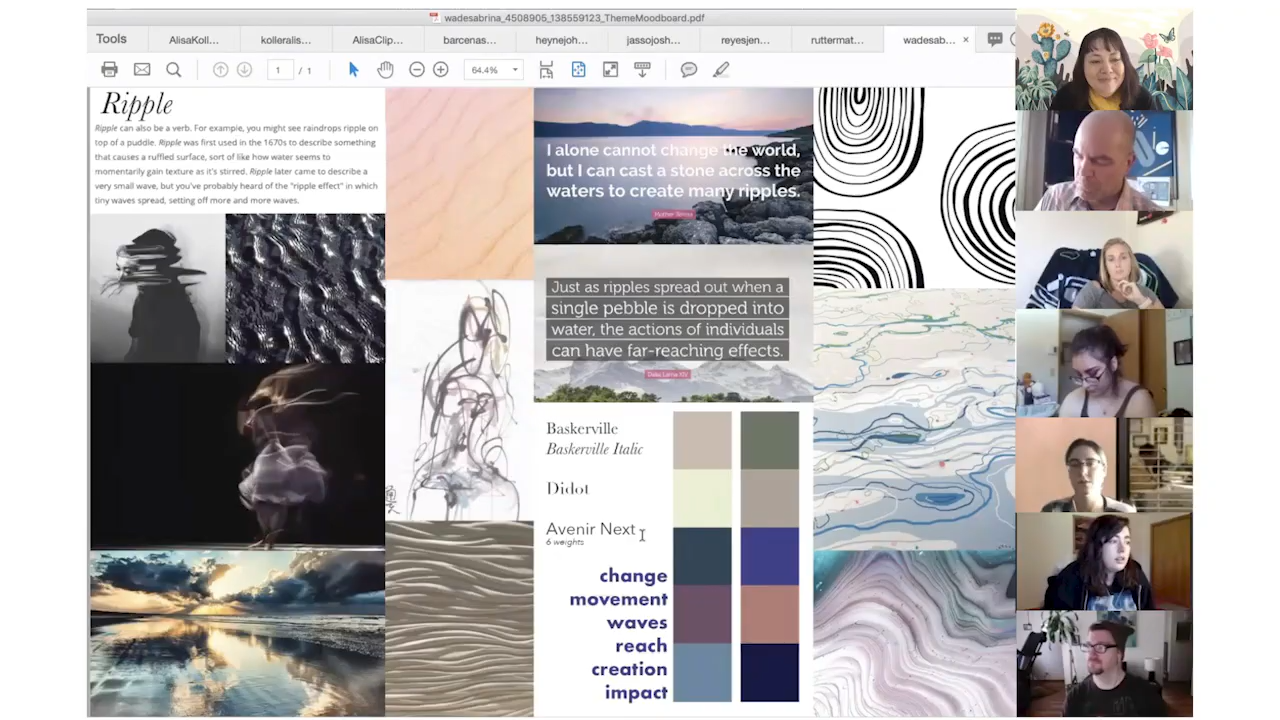 wadesabrina_4508905_138559123_ThemeMoodboard.pdf
Tools
AlisaKoll...
kolleralis...
AlisaClip...
barcenas...
heynejoh...
jassojosh...
reyesjen...
ruttermat...
wadesab...
×
1 / 1
64.4%
Ripple
Ripple can also be a verb. For example, you might see raindrops ripple on
top of a puddle. Ripple was first used in the 1670s to describe something
that causes a ruffled surface, sort of like how water seems to
momentarily gain texture as it's stirred. Ripple later came to describe a
very small wave, but you've probably heard of the "ripple effect" in which
tiny waves spread, setting off more and more waves.
I alone cannot change the world,
but I can cast a stone across the
waters to create many ripples.
Mother Teresa
Just as ripples spread out when a
single pebble is dropped into
water, the actions of individuals
can have far-reaching effects.
Dalai Lama XIV
Baskerville
Baskerville Italic
Didot
Avenir Next
6 weights
change
movement
waves
reach
creation
impact